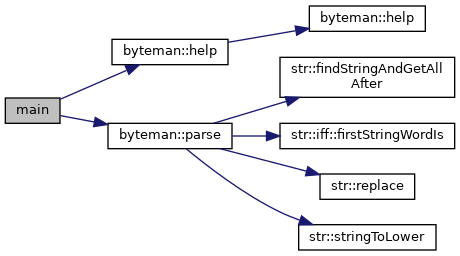 byteman::help
byteman::help
str::findStringAndGetAll
After
main
byteman::parse
str::iff::firstStringWordIs
str::replace
str::stringToLower